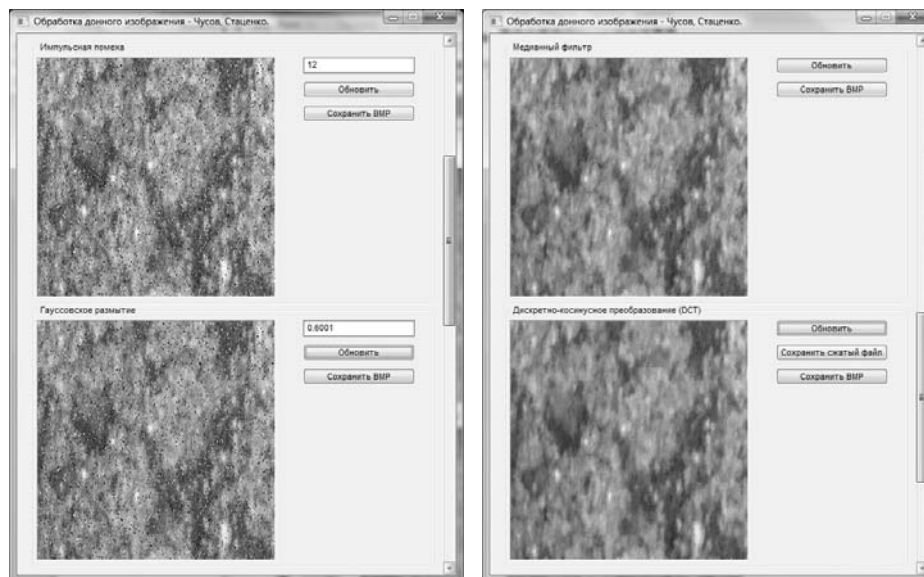 Обработка донного изображения - Чусов, Стаценко.
Импульсная помеха
12
Обновить
Сохранить BMP
Гауссовское размытие
0.6001
Обновить
Сохранить BMP
Обработка донного изображения - Чусов, Стаценко.
Медианный фильтр
Обновить
Сохранить BMP
Дискретно-косинусное преобразование (DCT)
Обновить
Сохранить сжатый файл
Сохранить BMP